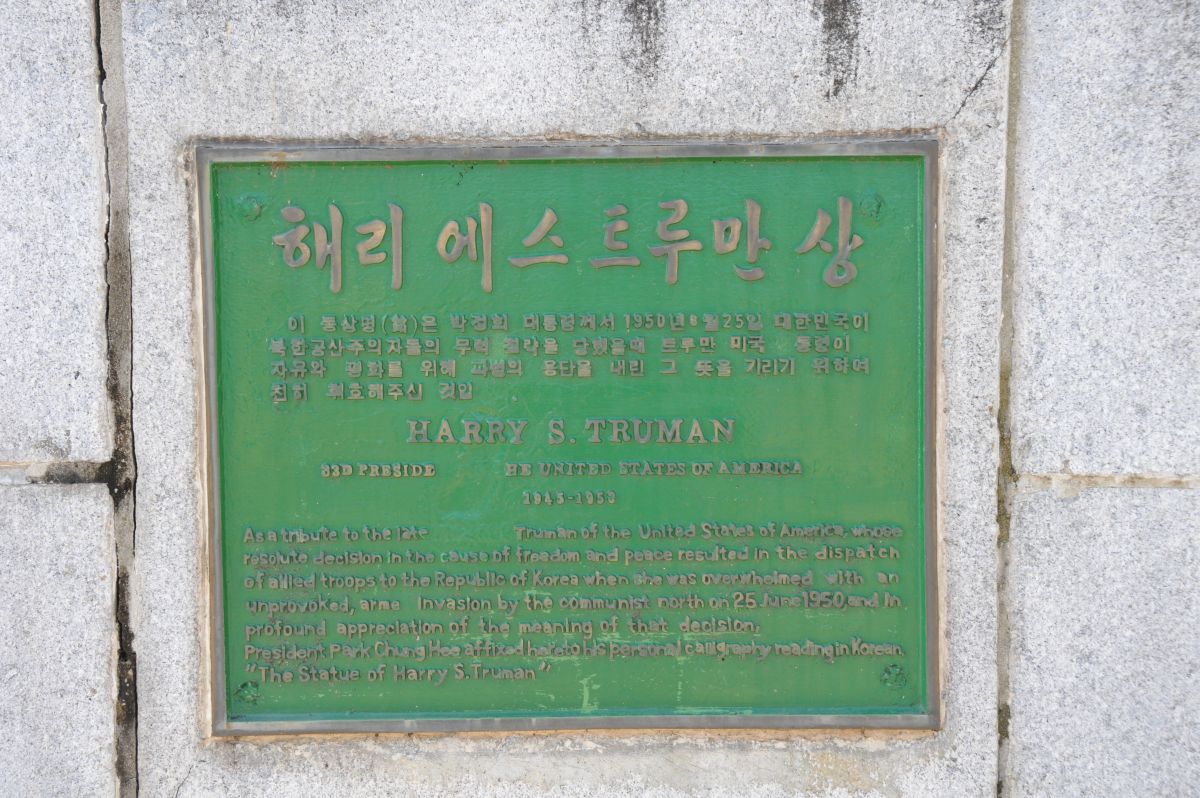 해리 에스트루만 상
이 동상명(銘)은 박정희 대통령께서 1950년 6월 25일 대한민국이
북한공산주의자들의 무력 침략을 당했을때 트루만 미국 통령이
자유와 평화를 위해 파병의 용단을 내린 그 뜻을 기리기 위하여
친히 휘호해주신 것임
HARRY S. TRUMAN
33D PRESIDE HE UNITED STATES OF AMERICA
1945-1953
As a tribute to the late Truman of the United States of America, whose
resolute decision in the cause of freedom and peace resulted in the dispatch
of allied troops to the Republic of Korea when she was overwhelmed with an
unprovoked, arme invasion by the communist north on 25 June 1950, and in
profound appreciation of the meaning of that decision,
President Park Chung Hee affixed hereto his personal calligraphy reading in Korean.
"The Statue of Harry S. Truman"